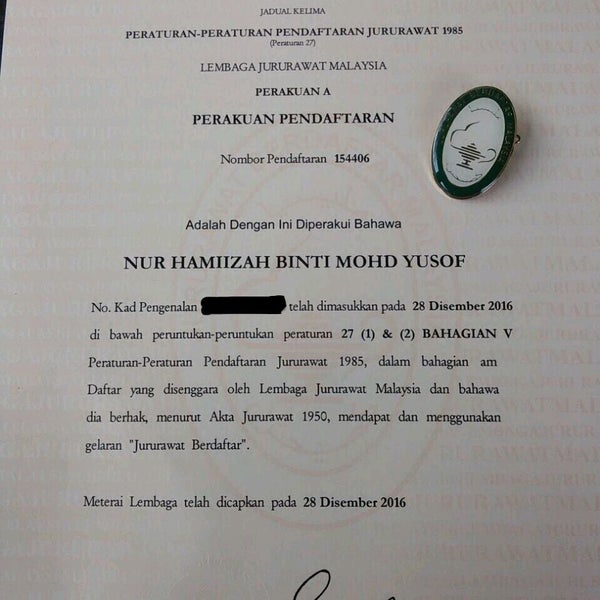 JADUAL KELIMA
PERATURAN-PERATURAN PENDAFTARAN JURURAWAT 1985
(Peraturan 27)
LEMBAGA JURURAWAT MALAYSIA
PERAKUAN A
PERAKUAN PENDAFTARAN
Nombor Pendaftaran 154406
Adalah Dengan Ini Diperakui Bahawa
NUR HAMIIZAH BINTI MOHD YUSOF
No. Kad Pengenalan telah dimasukkan pada 28 Disember 2016
di bawah peruntukan-peruntukan peraturan 27 (1) & (2) BAHAGIAN V
Peraturan-Peraturan Pendaftaran Jururawat 1985, dalam bahagian am
Daftar yang disenggara oleh Lembaga Jururawat Malaysia dan bahawa
dia berhak, menurut Akta Jururawat 1950, mendapat dan menggunakan
gelaran "Jururawat Berdaftar".
Meterai Lembaga telah dicapkan pada 28 Disember 2016